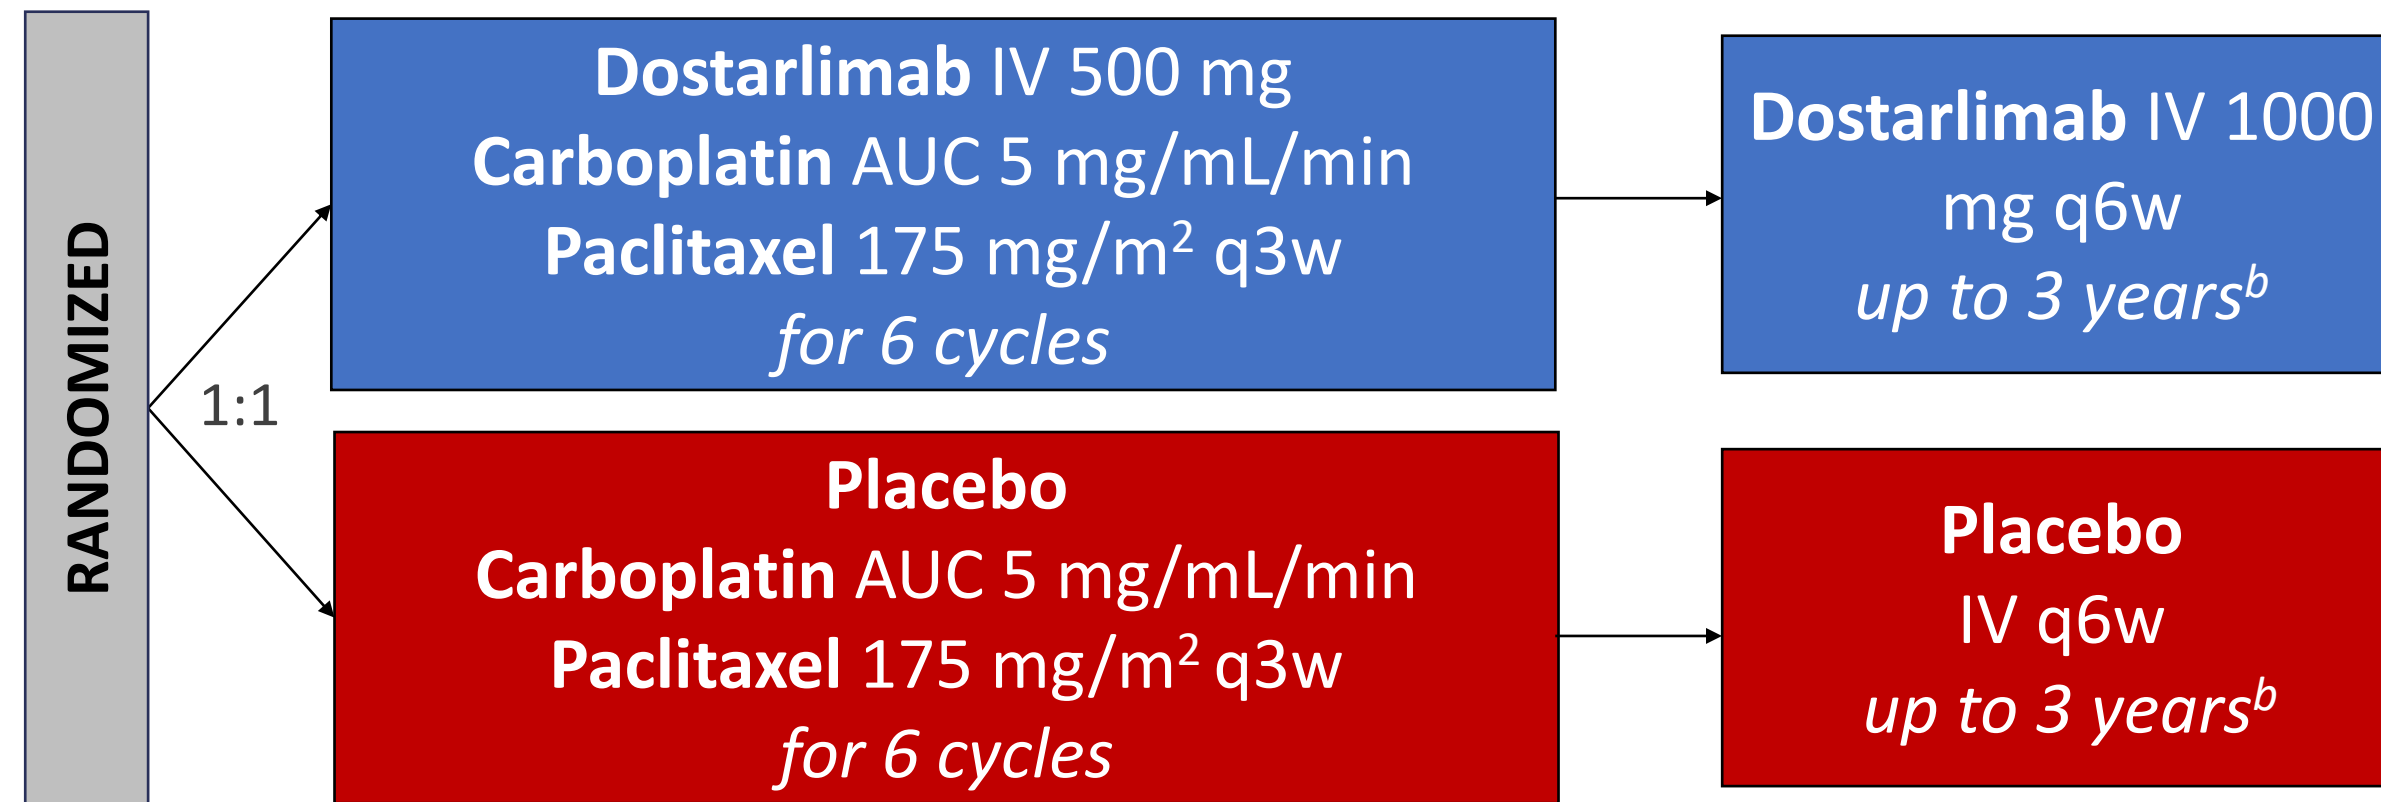 RANDOMIZED
1:1
Dostarlimab IV 500 mg
Carboplatin AUC 5 mg/mL/min
Paclitaxel 175 mg/m² q3w
for 6 cycles
Dostarlimab IV 1000
mg q6w
up to 3 yearsᵇ
Placebo
Carboplatin AUC 5 mg/mL/min
Paclitaxel 175 mg/m² q3w
for 6 cycles
Placebo
IV q6w
up to 3 yearsᵇ